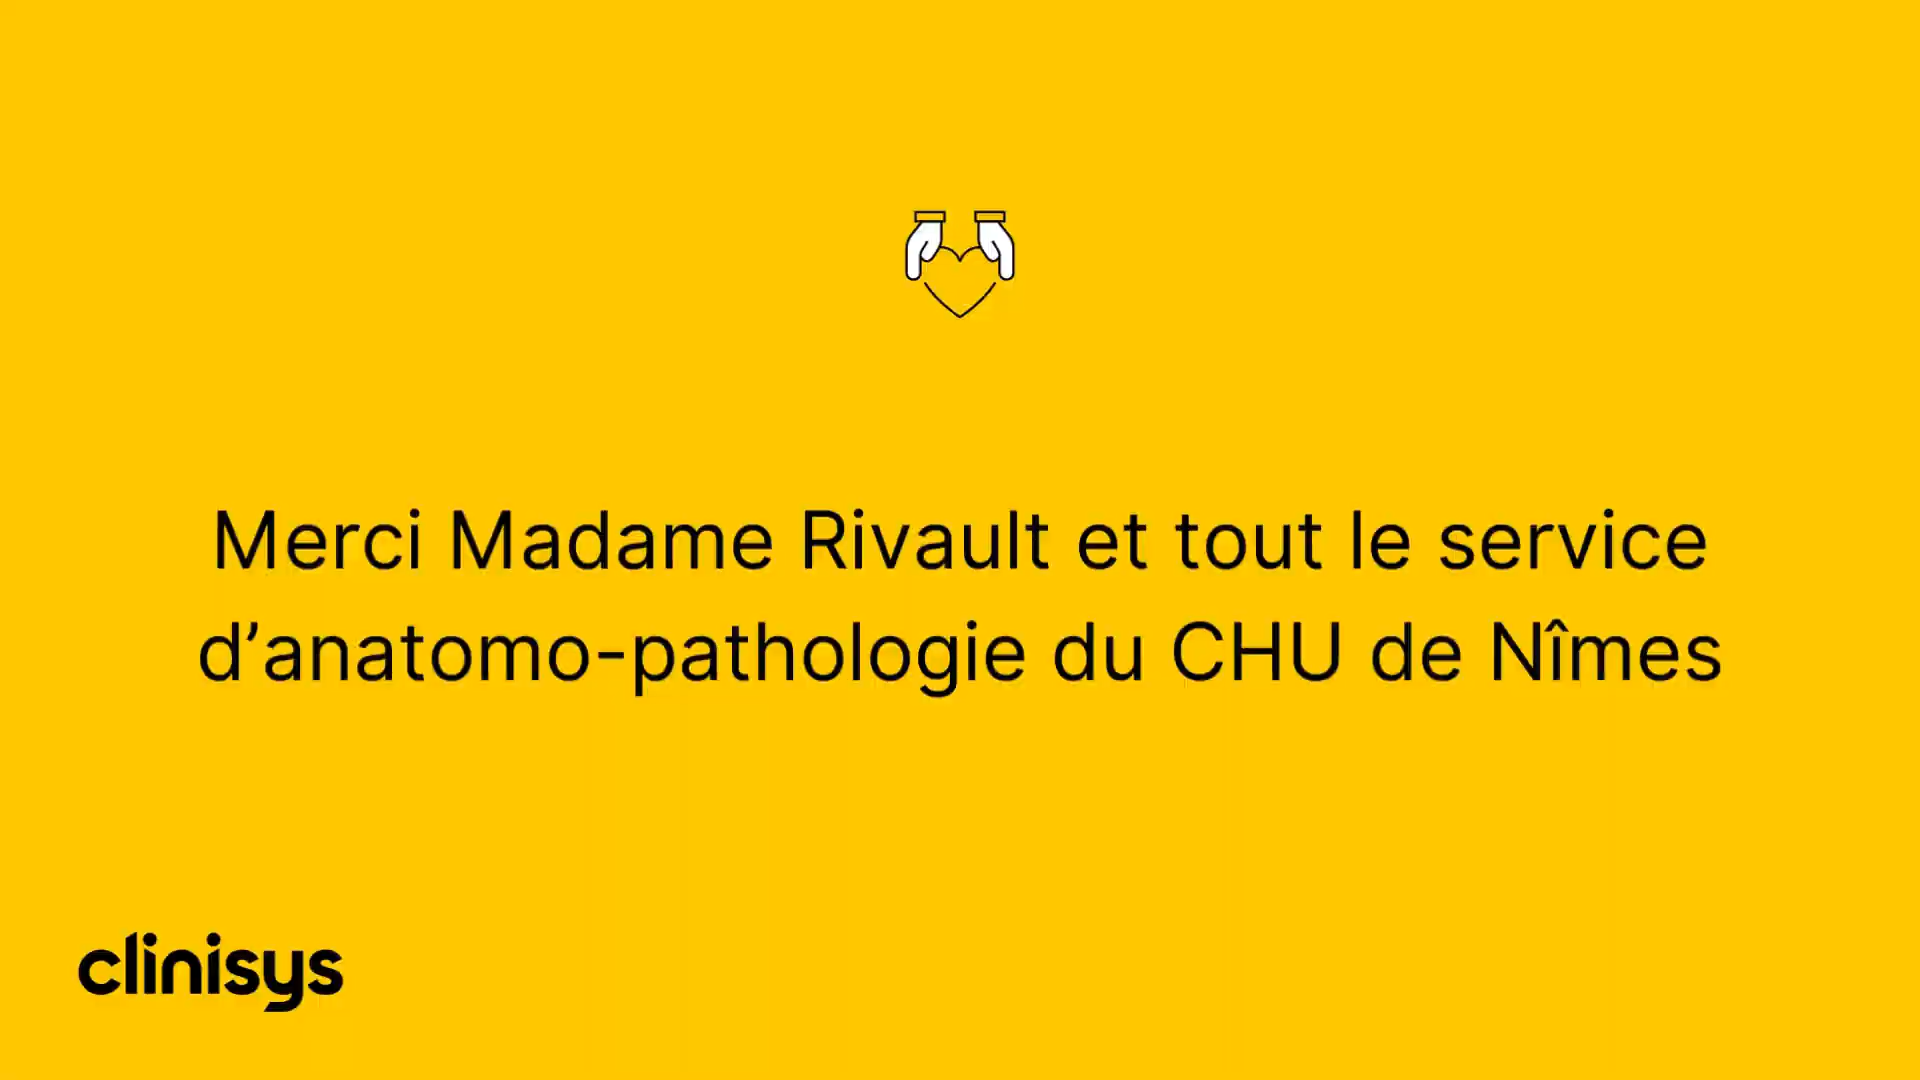 Merci Madame Rivault et tout le service
d’anatomo-pathologie du CHU de Nîmes
clinisys